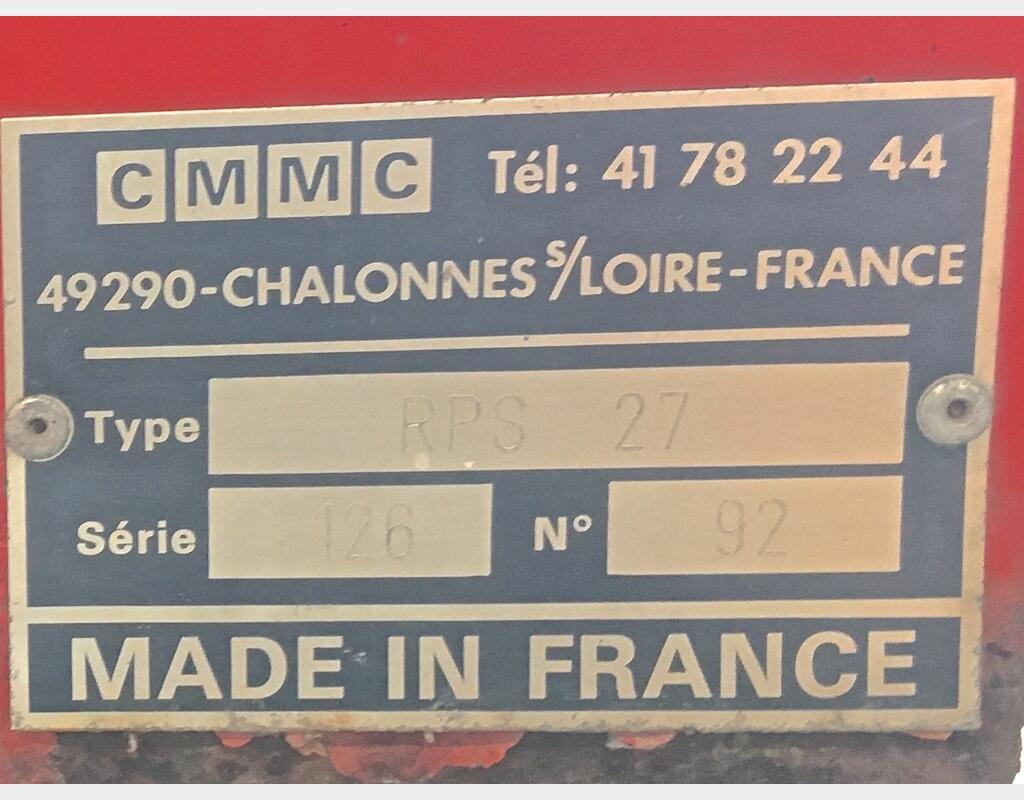 CMMC Tél: 41 78 22 44
49290-CHALONNES s/LOIRE-FRANCE
Type RPS 27
Série 126 N° 92
MADE IN FRANCE